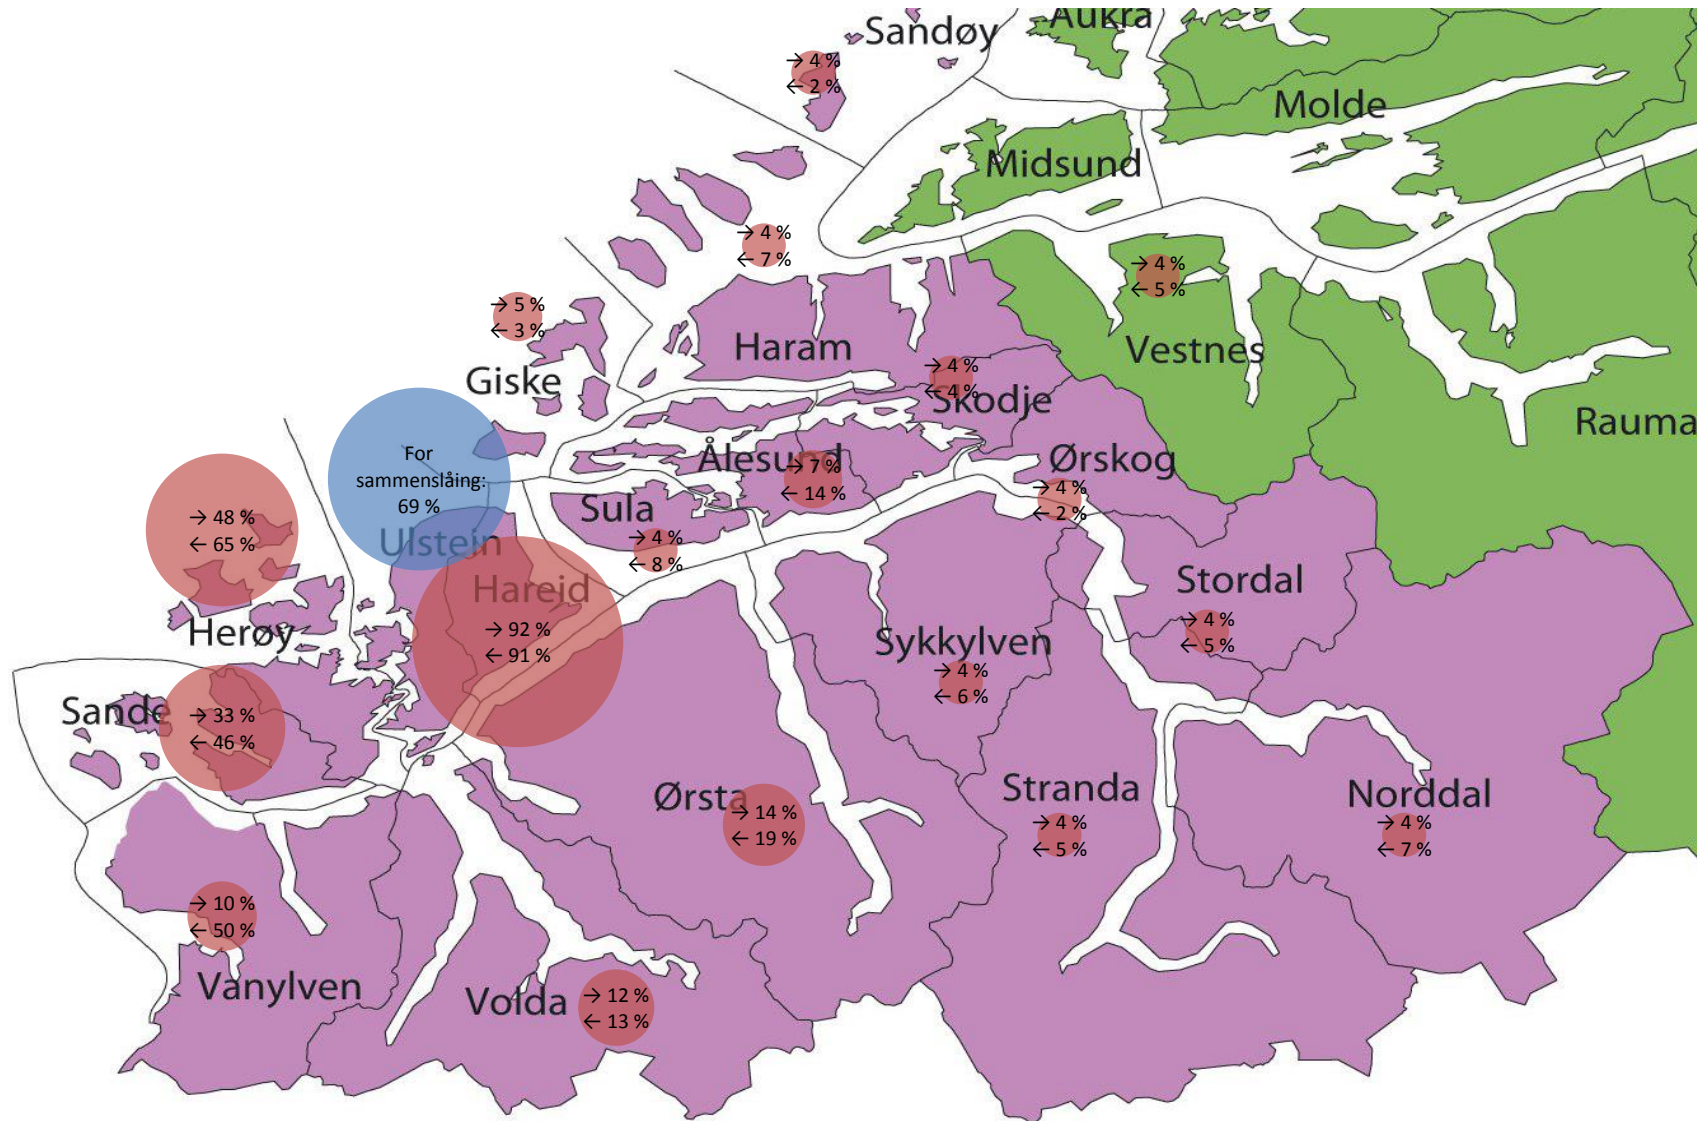 Sandøy
Aukra
→ 4 %
← 2 %
Molde
Midsund
→ 4 %
← 7 %
→ 4 %
← 5 %
→ 5 %
← 3 %
Haram
Vestnes
Giske
→ 4 %
← 4 %
Skodje
Rauma
For
sammenslåing:
69 %
Ålesund
→ 7 %
← 14 %
Ørskog
→ 4 %
← 2 %
Sula
→ 4 %
← 8 %
→ 48 %
← 65 %
Ulstein
Hareid
→ 92 %
← 91 %
Stordal
→ 4 %
← 5 %
Herøy
Sykkylven
→ 4 %
← 6 %
Sande
→ 33 %
← 46 %
Ørsta
→ 14 %
← 19 %
Stranda
→ 4 %
← 5 %
Norddal
→ 4 %
← 7 %
→ 10 %
← 50 %
Vanylven
Volda
→ 12 %
← 13 %